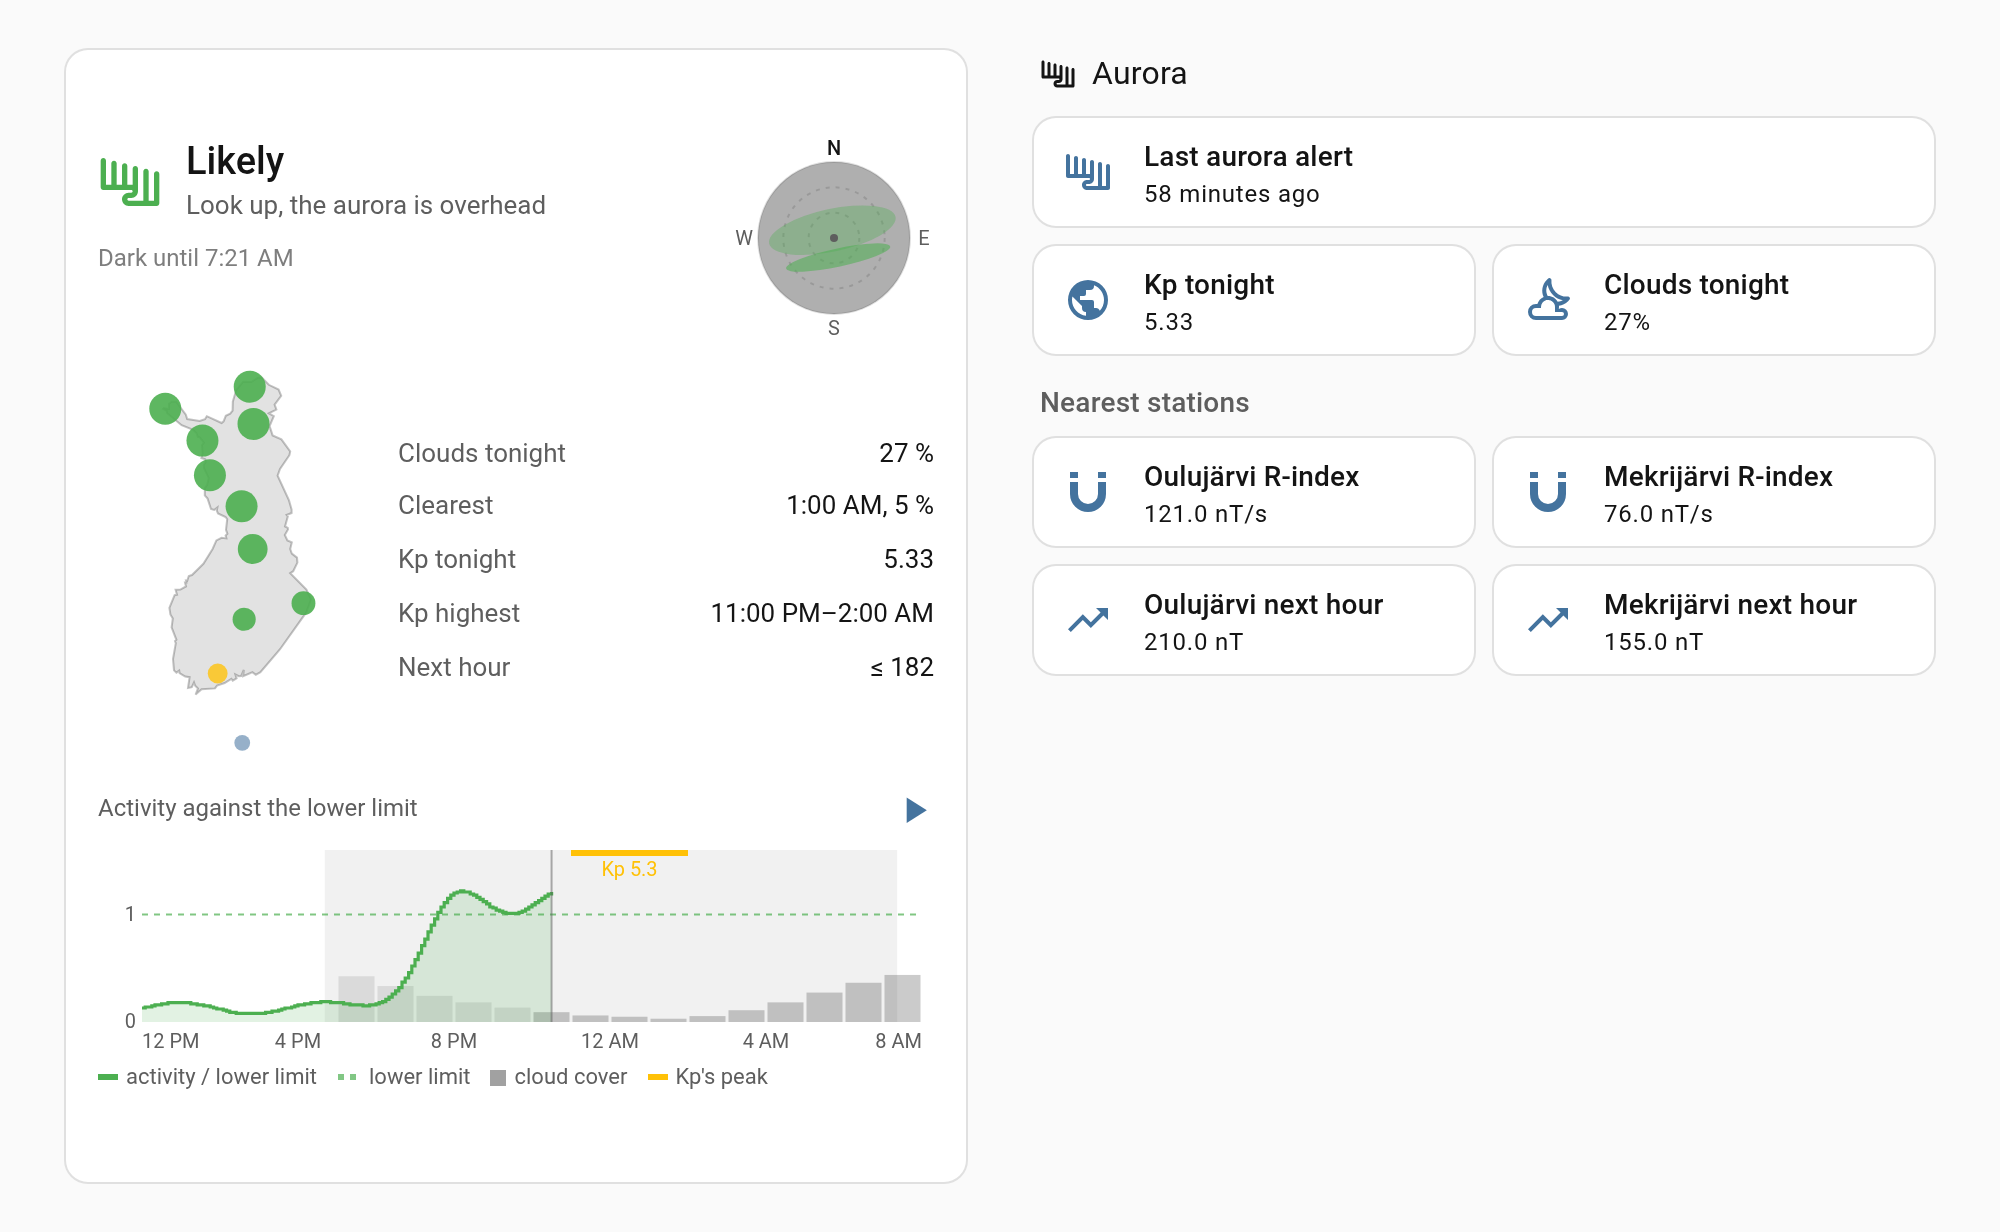 Likely
Look up, the aurora is overhead
Dark until 7:21 AM
N
W
E
S
Clouds tonight 27 %
Clearest 1:00 AM, 5 %
Kp tonight 5.33
Kp highest 11:00 PM–2:00 AM
Next hour ≤ 182
Activity against the lower limit
Kp 5.3
1
0
12 PM 4 PM 8 PM 12 AM 4 AM 8 AM
activity / lower limit lower limit cloud cover Kp's peak
Aurora
Last aurora alert
58 minutes ago
Kp tonight
5.33
Clouds tonight
27%
Nearest stations
Oulujärvi R-index
121.0 nT/s
Mekrijärvi R-index
76.0 nT/s
Oulujärvi next hour
210.0 nT
Mekrijärvi next hour
155.0 nT